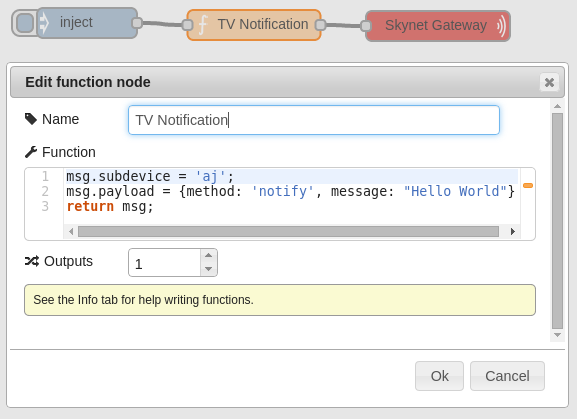 inject
TV Notification
Skynet Gateway
Edit function node
Name
TV Notification
Function
1 msg.subdevice = 'aj';
2 msg.payload = {method: 'notify', message: "Hello World"}
3 return msg;
Outputs
1
See the Info tab for help writing functions.
Ok
Cancel